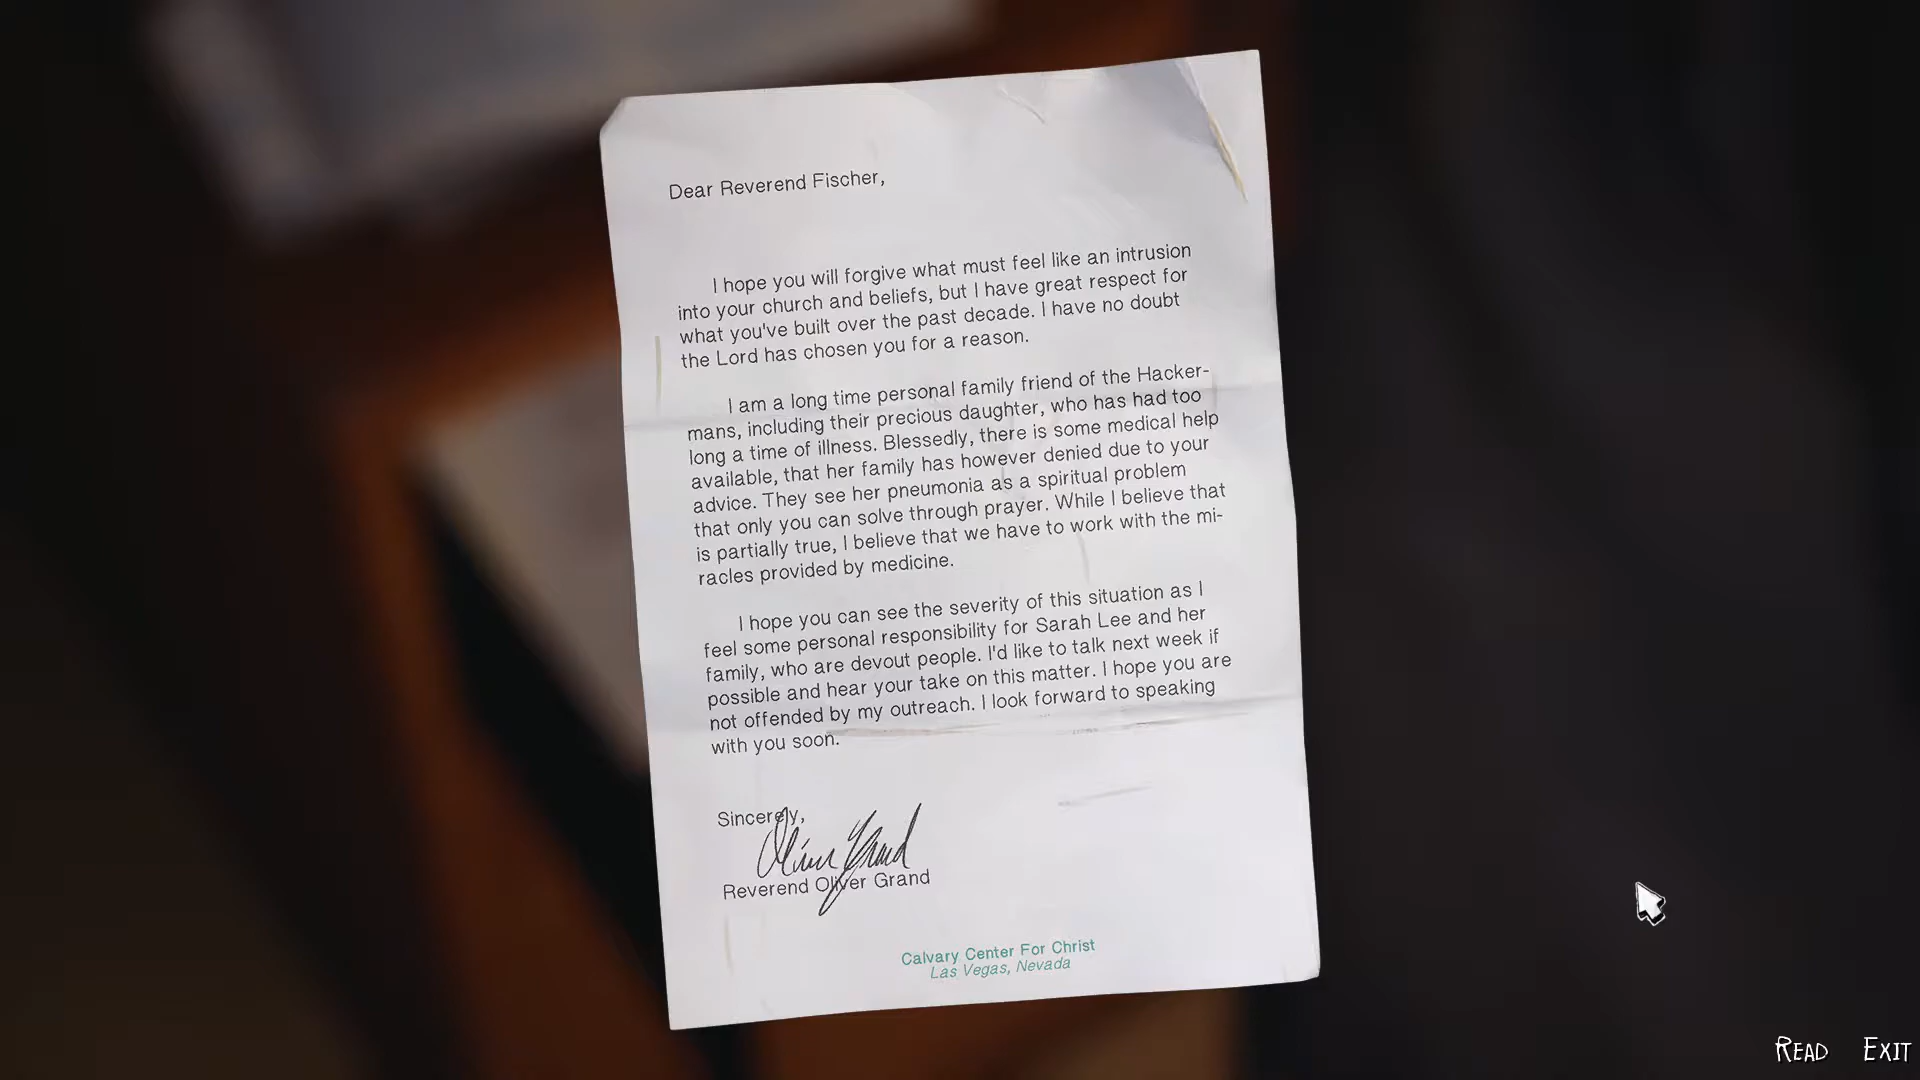 Dear Reverend Fischer,
I hope you will forgive what must feel like an intrusion
into your church and beliefs, but I have great respect for
what you've built over the past decade. I have no doubt
the Lord has chosen you for a reason.
I am a long time personal family friend of the Hacker-
mans, including their precious daughter, who has had too
long a time of illness. Blessedly, there is some medical help
available, that her family has however denied due to your
advice. They see her pneumonia as a spiritual problem
that only you can solve through prayer. While I believe that
is partially true, I believe that we have to work with the mi-
racles provided by medicine.
I hope you can see the severity of this situation as I
feel some personal responsibility for Sarah Lee and her
family, who are devout people. I'd like to talk next week if
possible and hear your take on this matter. I hope you are
not offended by my outreach. I look forward to speaking
with you soon.
Sincerely,
Oliver Grand
Reverend Oliver Grand
Calvary Center For Christ
Las Vegas, Nevada
READ EXIT